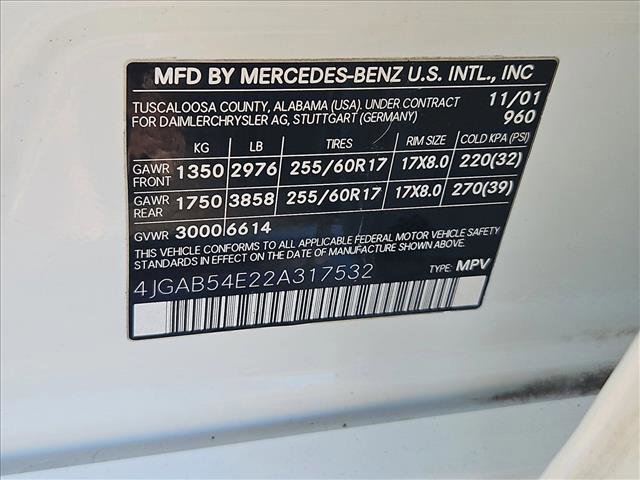 MFD BY MERCEDES-BENZ U.S. INTL., INC
TUSCALOOSA COUNTY, ALABAMA (USA). UNDER CONTRACT 11/01
FOR DAIMLERCHRYSLER AG, STUTTGART (GERMANY) 960
KG LB TIRES RIM SIZE COLD KPA (PSI)
GAWR FRONT 1350 2976 255/60R17 17X8.0 220(32)
GAWR REAR 1750 3858 255/60R17 17X8.0 270(39)
GVWR 3000 6614
THIS VEHICLE CONFORMS TO ALL APPLICABLE FEDERAL MOTOR VEHICLE SAFETY
STANDARDS IN EFFECT ON THE DATE OF MANUFACTURE SHOWN ABOVE.
4JGAB54E22A317532 TYPE: MPV